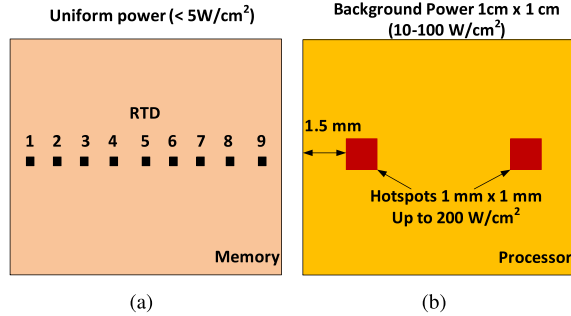 Uniform power (< 5W/cm²)
RTD
1 2 3 4 5 6 7 8 9
Memory
(a)
Background Power 1cm x 1 cm
(10-100 W/cm²)
1.5 mm
Hotspots 1 mm x 1 mm
Up to 200 W/cm²
Processor
(b)